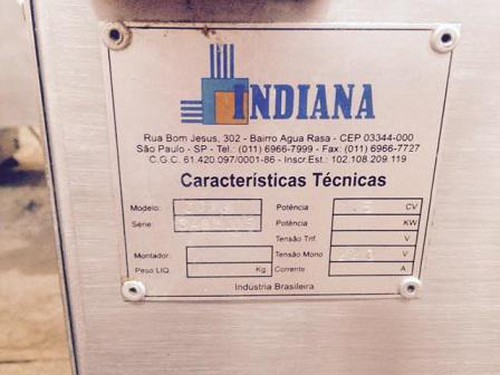 INDIANA
Rua Bom Jesus, 302 - Bairro Agua Rasa - CEP 03344-000
São Paulo - SP - Tel.: (011) 6966-7999 - Fax: (011) 6966-7727
C.G.C. 61.420.097/0001-86 - Inscr.Est.: 102.108.209.119
Características Técnicas
Modelo: Potência CV
Série: Potência KW
Tensão Trif. V
Montador: Tensão Mono V
Peso LIQ. Kg Corrente A
Indústria Brasileira